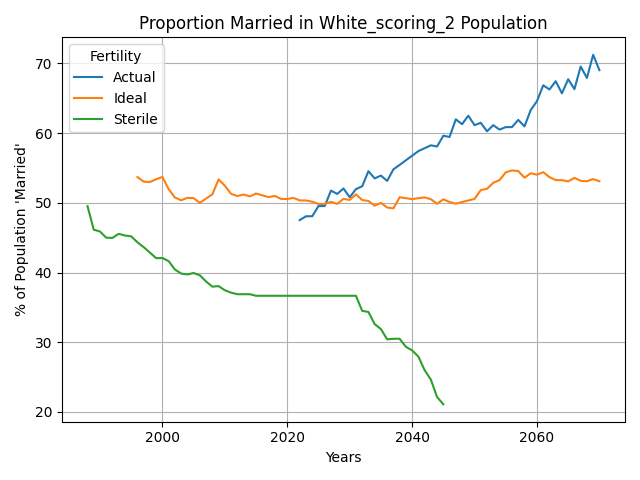 Proportion Married in White_scoring_2 Population
% of Population 'Married'
Fertility
Actual
Ideal
Sterile
70
60
50
40
30
20
2000 2020 2040 2060
Years